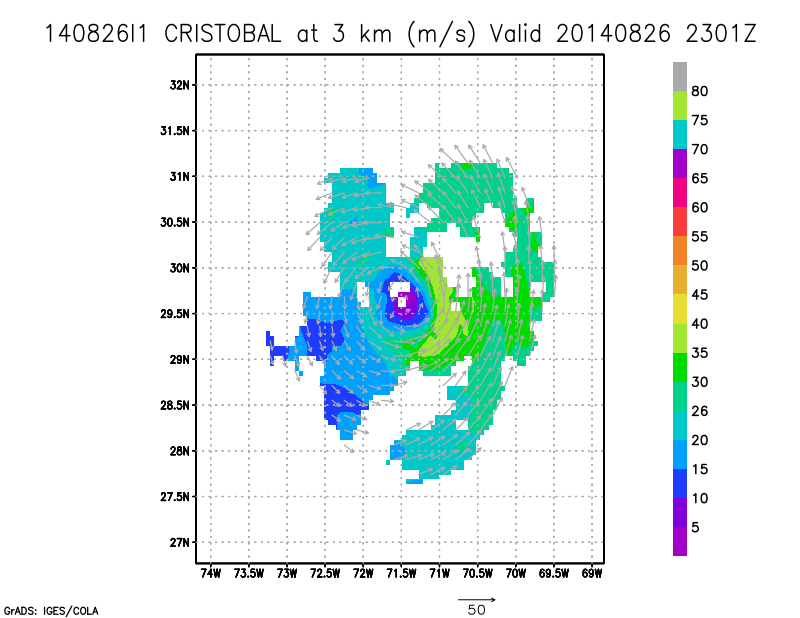 140826I1 CRISTOBAL at 3 km (m/s) Valid 20140826 2301Z
32N
31.5N
31N
30.5N
30N
29.5N
29N
28.5N
28N
27.5N
27N
74W 73.5W 73W 72.5W 72W 71.5W 71W 70.5W 70W 69.5W 69W
80
75
70
65
60
55
50
45
40
35
30
26
20
15
10
5
50
GrADS: IGES/COLA